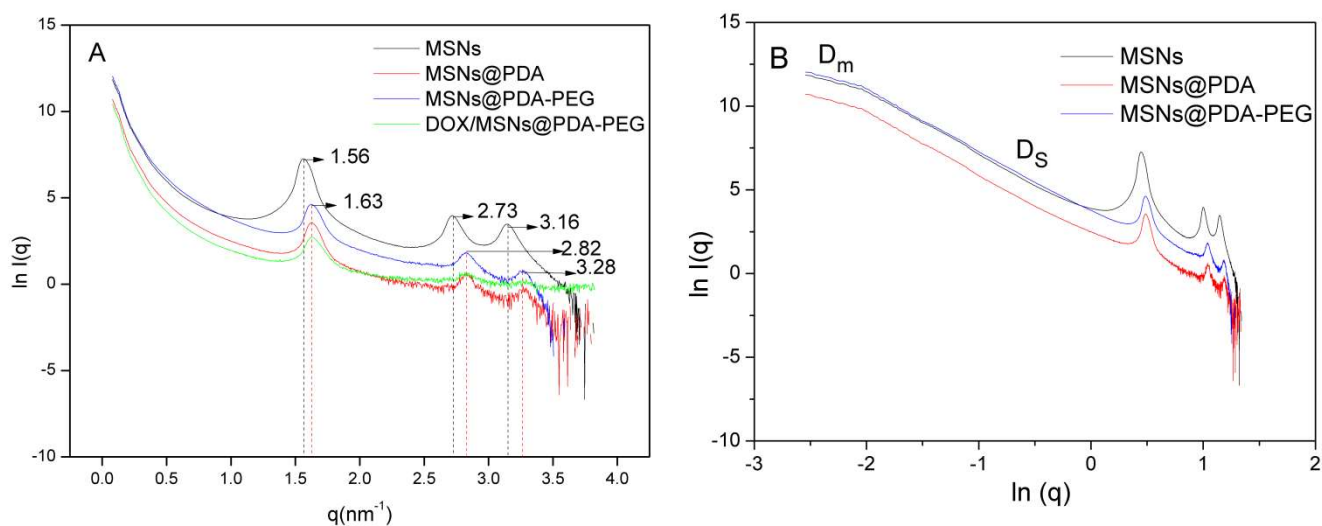 A
MSNs
MSNs@PDA
MSNs@PDA-PEG
DOX/MSNs@PDA-PEG
1.56
1.63
2.73
3.16
2.82
3.28
15
10
5
0
-5
-10
ln I(q)
0.0 0.5 1.0 1.5 2.0 2.5 3.0 3.5 4.0
q(nm⁻¹)
B
D_m
D_S
MSNs
MSNs@PDA
MSNs@PDA-PEG
15
10
5
0
-5
-10
ln I(q)
-3 -2 -1 0 1 2
ln (q)